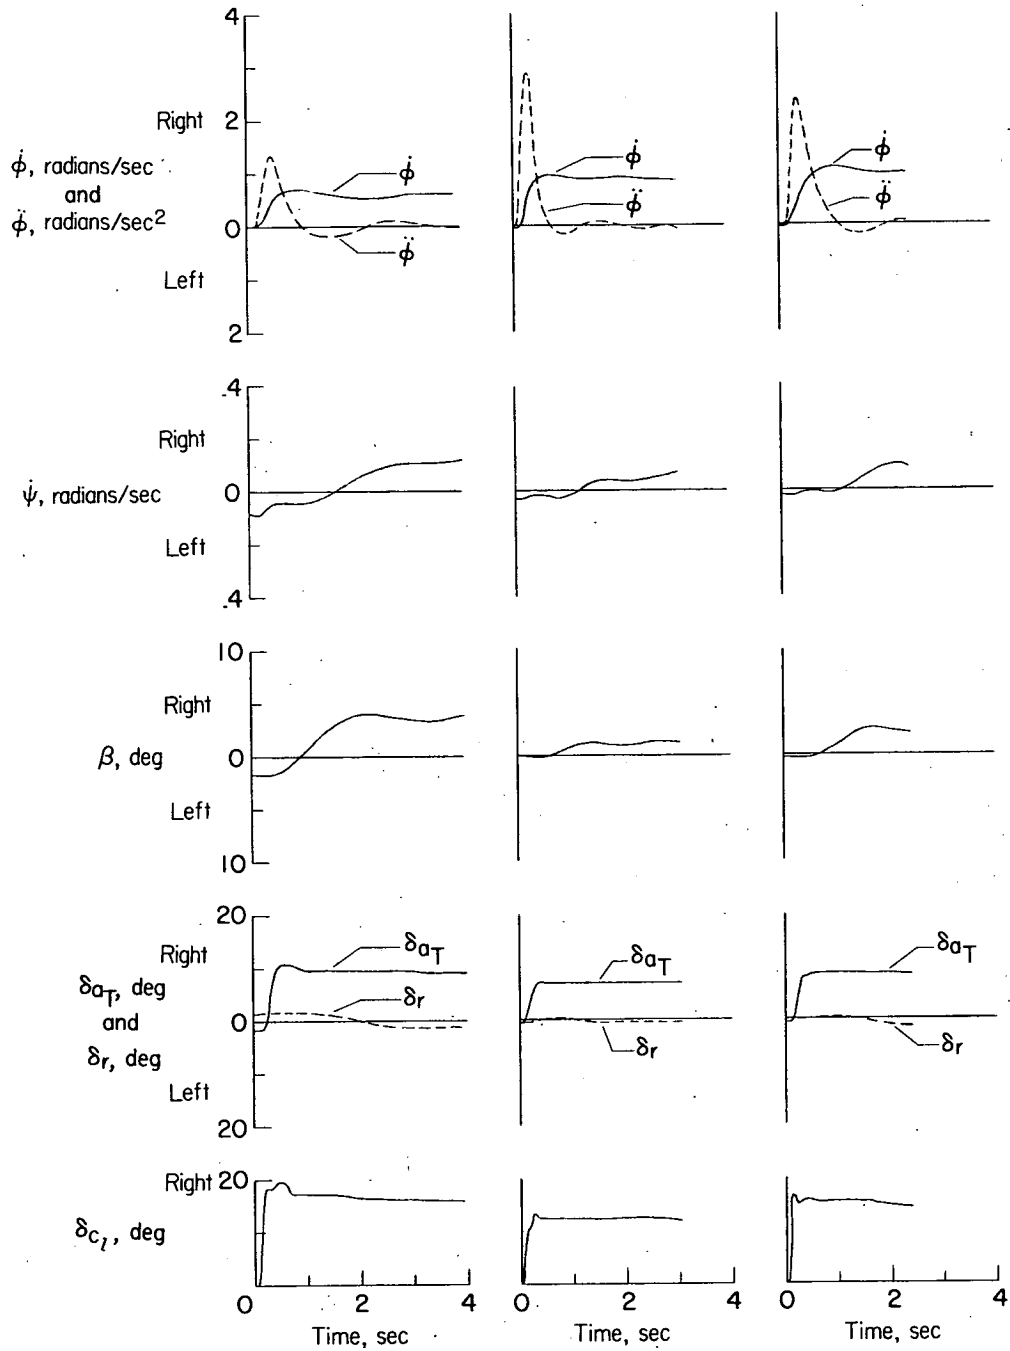 4
Right 2
φ̇, radians/sec
and
φ̈, radians/sec²
0
Left
2
φ̇
φ̈
φ̇
φ̈
φ̇
φ̈
.4
Right
ψ̇, radians/sec 0
Left
.4
10
Right
β, deg 0
Left
10
20
Right
δaT, deg
and
δr, deg
0
Left
20
δaT
δr
δaT
δr
δaT
δr
Right 20
δcl, deg
0 2 4 0 2 4 0 2 4
Time, sec Time, sec Time, sec